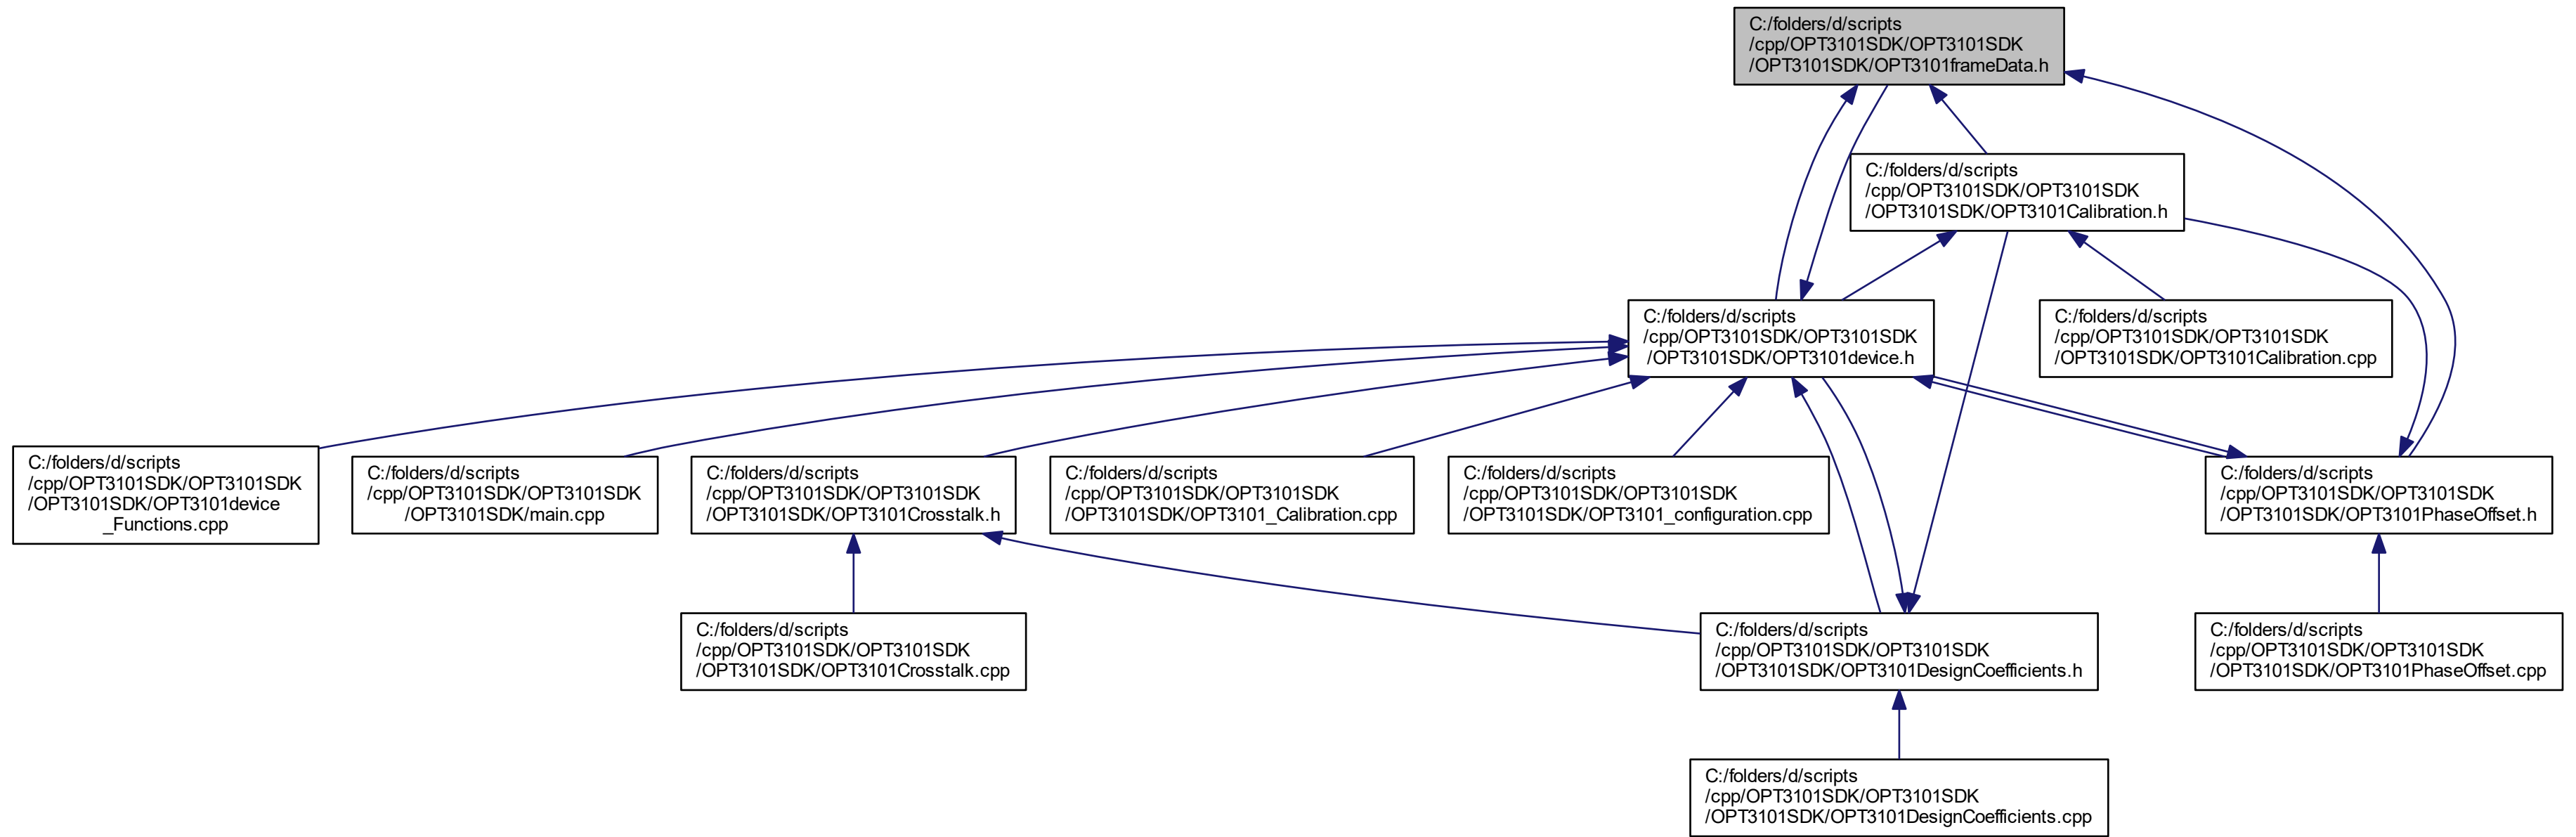 C:/folders/d/scripts
/cpp/OPT3101SDK/OPT3101SDK
/OPT3101SDK/OPT3101frameData.h
C:/folders/d/scripts
/cpp/OPT3101SDK/OPT3101SDK
/OPT3101SDK/OPT3101Calibration.h
C:/folders/d/scripts
/cpp/OPT3101SDK/OPT3101SDK
/OPT3101SDK/OPT3101device.h
C:/folders/d/scripts
/cpp/OPT3101SDK/OPT3101SDK
/OPT3101SDK/OPT3101Calibration.cpp
C:/folders/d/scripts
/cpp/OPT3101SDK/OPT3101SDK
/OPT3101SDK/OPT3101device
_Functions.cpp
C:/folders/d/scripts
/cpp/OPT3101SDK/OPT3101SDK
/OPT3101SDK/main.cpp
C:/folders/d/scripts
/cpp/OPT3101SDK/OPT3101SDK
/OPT3101SDK/OPT3101Crosstalk.h
C:/folders/d/scripts
/cpp/OPT3101SDK/OPT3101SDK
/OPT3101SDK/OPT3101_Calibration.cpp
C:/folders/d/scripts
/cpp/OPT3101SDK/OPT3101SDK
/OPT3101SDK/OPT3101_configuration.cpp
C:/folders/d/scripts
/cpp/OPT3101SDK/OPT3101SDK
/OPT3101SDK/OPT3101PhaseOffset.h
C:/folders/d/scripts
/cpp/OPT3101SDK/OPT3101SDK
/OPT3101SDK/OPT3101Crosstalk.cpp
C:/folders/d/scripts
/cpp/OPT3101SDK/OPT3101SDK
/OPT3101SDK/OPT3101DesignCoefficients.h
C:/folders/d/scripts
/cpp/OPT3101SDK/OPT3101SDK
/OPT3101SDK/OPT3101PhaseOffset.cpp
C:/folders/d/scripts
/cpp/OPT3101SDK/OPT3101SDK
/OPT3101SDK/OPT3101DesignCoefficients.cpp